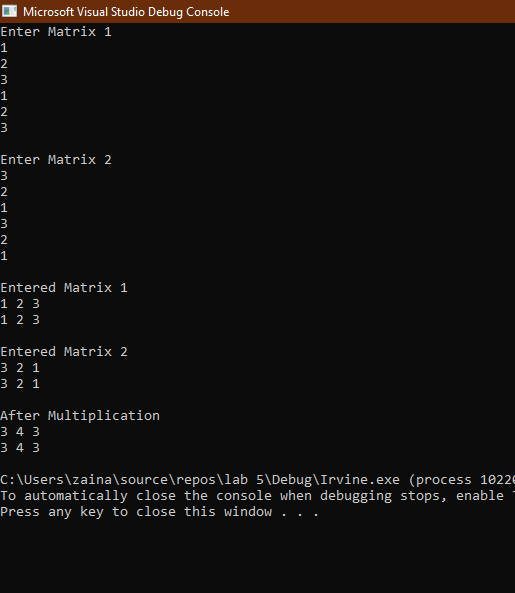 Microsoft Visual Studio Debug Console
Enter Matrix 1
1
2
3
1
2
3
Enter Matrix 2
3
2
1
3
2
1
Entered Matrix 1
1 2 3
1 2 3
Entered Matrix 2
3 2 1
3 2 1
After Multiplication
3 4 3
3 4 3
C:\Users\zaina\source\repos\lab 5\Debug\Irvine.exe (process 1022
To automatically close the console when debugging stops, enable
Press any key to close this window . . .